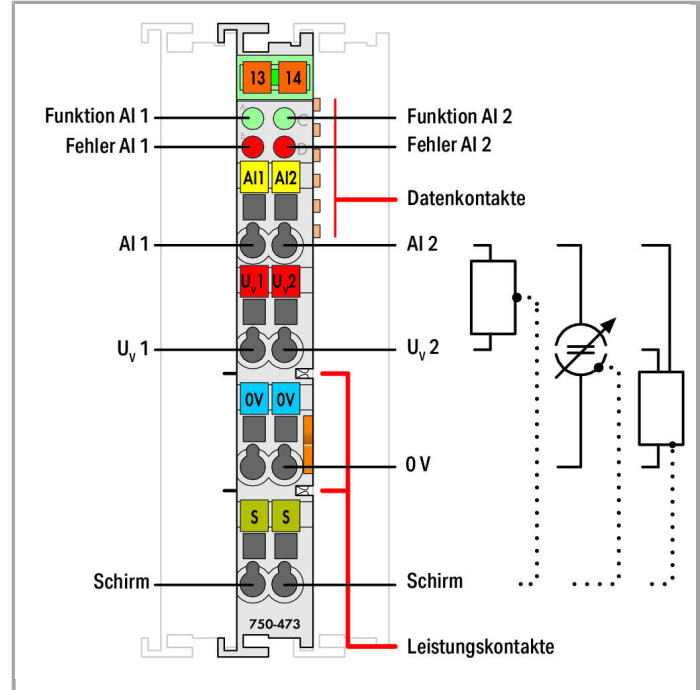 13 14
Funktion AI 1
A
C
Funktion AI 2
Fehler AI 1
B
D
Fehler AI 2
AI1 AI2
Datenkontakte
AI 1
AI 2
Uv1 Uv2
Uv 1
Uv 2
0V 0V
0 V
S S
Schirm
Schirm
750-473
Leistungskontakte